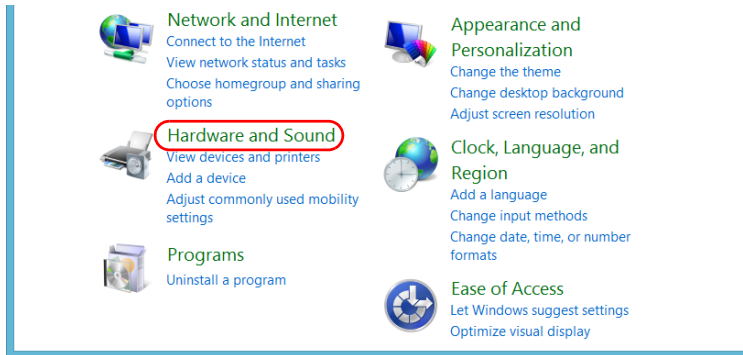 Network and Internet
Connect to the Internet
View network status and tasks
Choose homegroup and sharing
options
Hardware and Sound
View devices and printers
Add a device
Adjust commonly used mobility
settings
Programs
Uninstall a program
Appearance and
Personalization
Change the theme
Change desktop background
Adjust screen resolution
Clock, Language, and
Region
Add a language
Change input methods
Change date, time, or number
formats
Ease of Access
Let Windows suggest settings
Optimize visual display